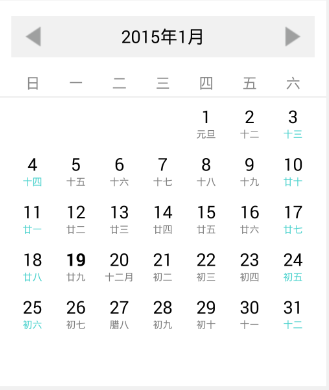 2015年1月
日 一 二 三 四 五 六
1 2 3
元旦 十二 十三
4 5 6 7 8 9 10
十四 十五 十六 十七 十八 十九 廿十
11 12 13 14 15 16 17
廿一 廿二 廿三 廿四 廿五 廿六 廿七
18 19 20 21 22 23 24
廿八 廿九 十二月 初二 初三 初四 初五
25 26 27 28 29 30 31
初六 初七 腊八 初九 初十 十一 十二